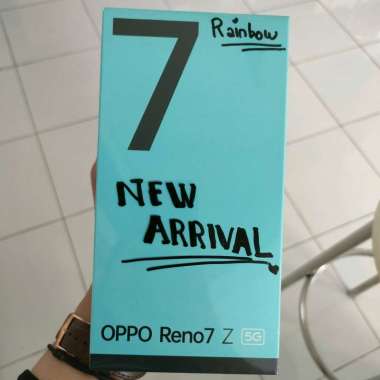 7
Rainbow
NEW
ARRIVAL
OPPO Reno7 Z 5G